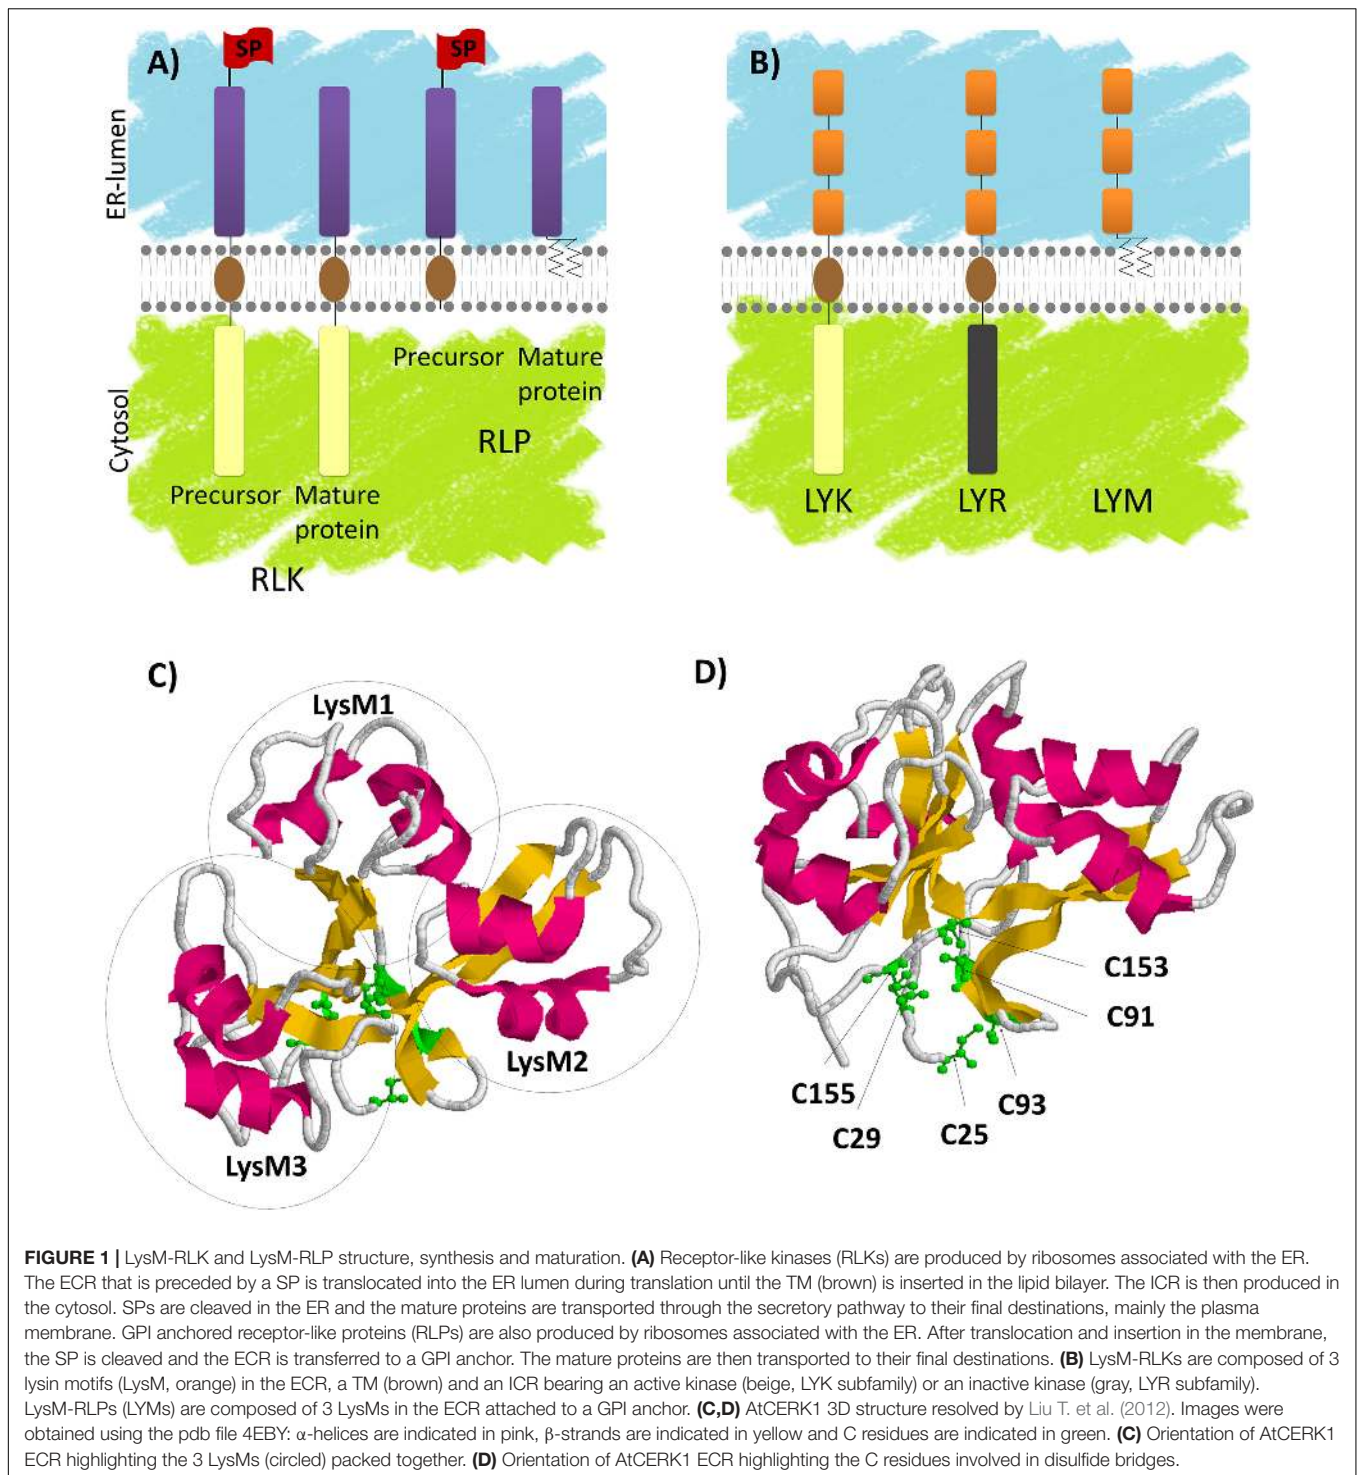 A)
SP
SP
ER-lumen
Cytosol
Precursor Mature
protein
RLP
Precursor Mature
protein
RLK
B)
LYK
LYR
LYM
C)
LysM1
LysM2
LysM3
D)
C153
C91
C155
C93
C29
C25
FIGURE 1 | LysM-RLK and LysM-RLP structure, synthesis and maturation. (A) Receptor-like kinases (RLKs) are produced by ribosomes associated with the ER.
The ECR that is preceded by a SP is translocated into the ER lumen during translation until the TM (brown) is inserted in the lipid bilayer. The ICR is then produced in
the cytosol. SPs are cleaved in the ER and the mature proteins are transported through the secretory pathway to their final destinations, mainly the plasma
membrane. GPI anchored receptor-like proteins (RLPs) are also produced by ribosomes associated with the ER. After translocation and insertion in the membrane,
the SP is cleaved and the ECR is transferred to a GPI anchor. The mature proteins are then transported to their final destinations. (B) LysM-RLKs are composed of 3
lysin motifs (LysM, orange) in the ECR, a TM (brown) and an ICR bearing an active kinase (beige, LYK subfamily) or an inactive kinase (gray, LYR subfamily).
LysM-RLPs (LYMs) are composed of 3 LysMs in the ECR attached to a GPI anchor. (C,D) AtCERK1 3D structure resolved by Liu T. et al. (2012). Images were
obtained using the pdb file 4EBY: α-helices are indicated in pink, β-strands are indicated in yellow and C residues are indicated in green. (C) Orientation of AtCERK1
ECR highlighting the 3 LysMs (circled) packed together. (D) Orientation of AtCERK1 ECR highlighting the C residues involved in disulfide bridges.